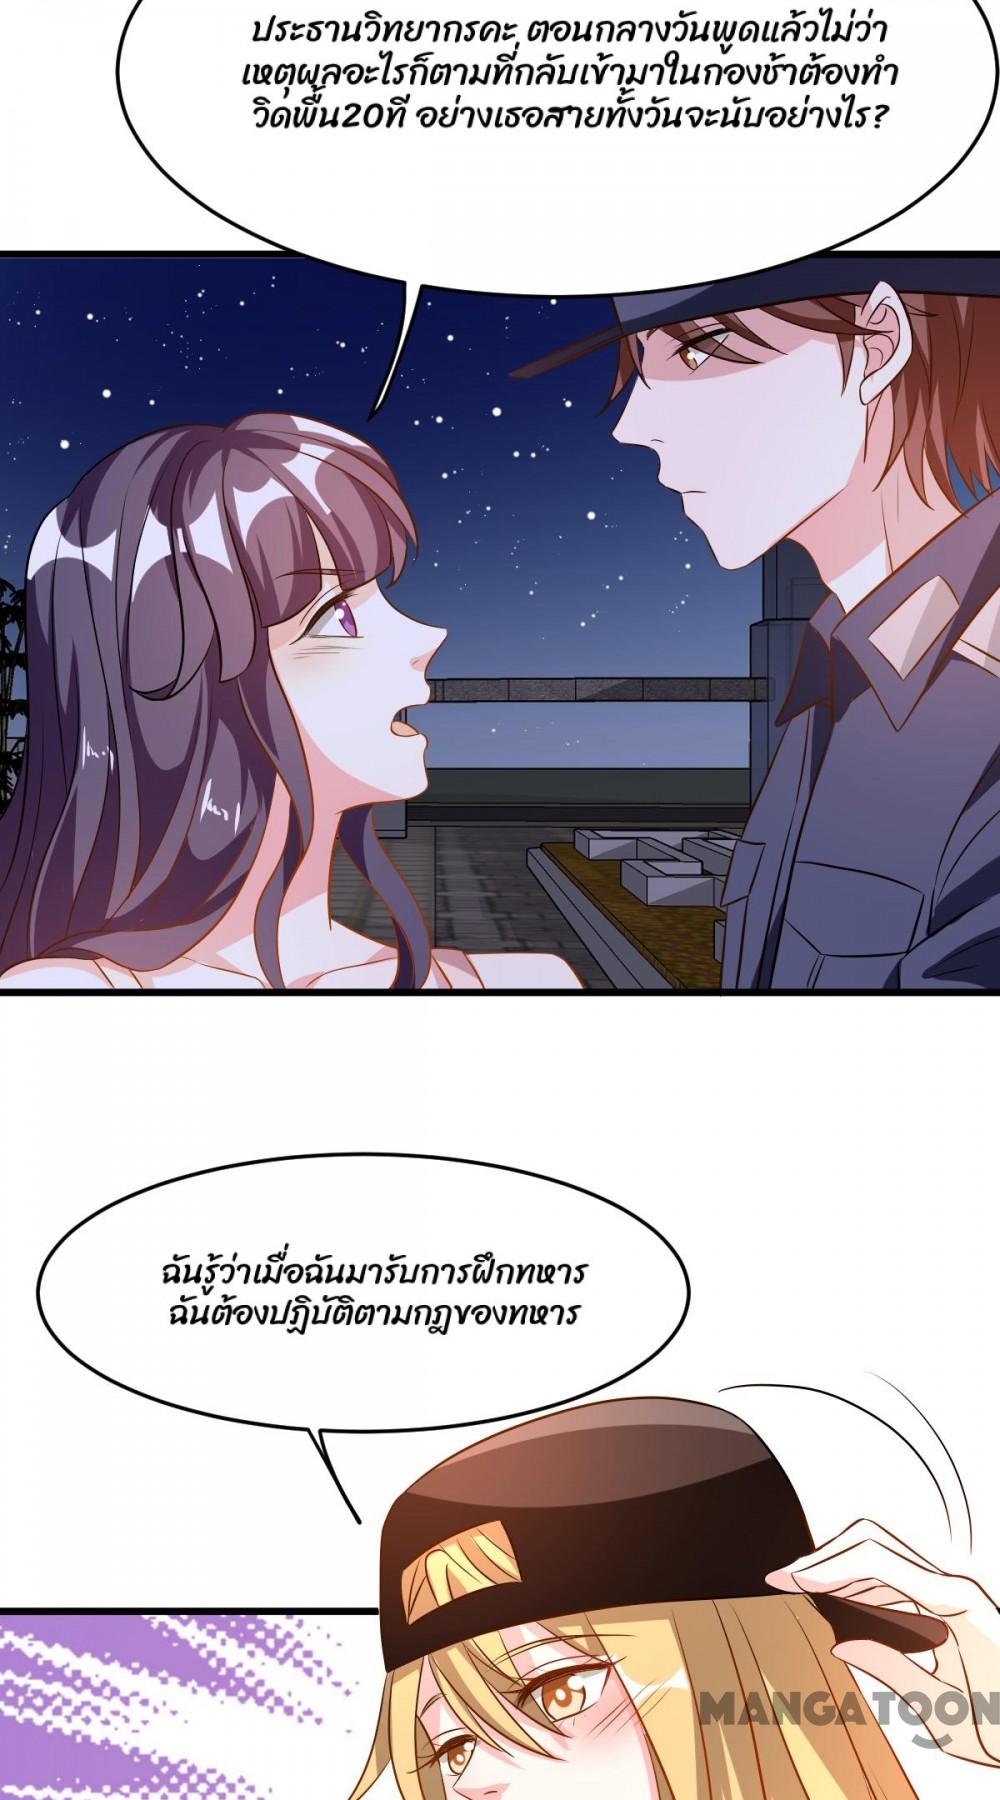 ประธานวิทยากรคะ ตอนกลางวันพูดแล้วไม่ว่า
เหตุผลอะไรก็ตามที่กลับเข้ามาในกองช้าต้องทำ
วิดพื้น20ที อย่างเธอสายทั้งวันจะนับอย่างไร?
ฉันรู้ว่าเมื่อฉันมารับการฝึกทหาร
ฉันต้องปฏิบัติตามกฎของทหาร
MANGATOON